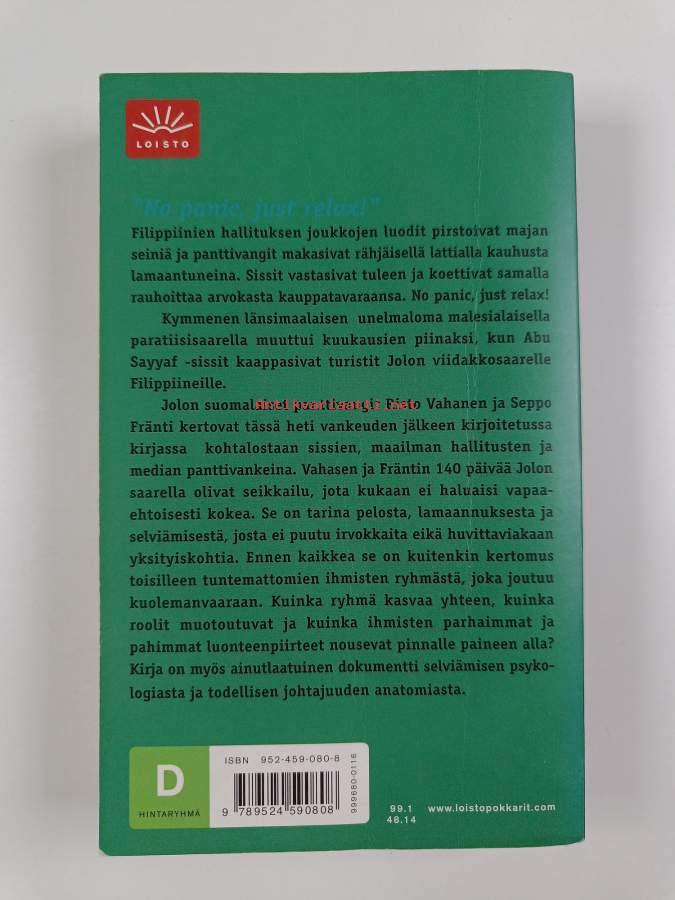 LOISTO
"No panic, just relax!"
Filippiinien hallituksen joukkojen luodit pirstoivat majan
seiniä ja panttivangit makasivat rähjäisellä lattialla kauhusta
lamaantuneina. Sissit vastasivat tuleen ja koettivat samalla
rauhoittaa arvokasta kauppatavaraansa. No panic, just relax!
Kymmenen länsimaalaisen unelmaloma malesialaisella
paratiisisaarella muuttui kuukausien piinaksi, kun Abu
Sayyaf -sissit kaappasivat turistit Jolon viidakkosaarelle
Filippiineille.
Jolon suomalaiset panttivangit Risto Vahanen ja Seppo
Fränti kertovat tässä heti vankeuden jälkeen kirjoitetussa
kirjassa kohtalostaan sissien, maailman hallitusten ja
median panttivankeina. Vahasen ja Fräntin 140 päivää Jolon
saarella olivat seikkailu, jota kukaan ei haluaisi vapaa-
ehtoisesti kokea. Se on tarina pelosta, lamaannuksesta ja
selviämisestä, josta ei puutu irvokkaita eikä huvittaviakaan
yksityiskohtia. Ennen kaikkea se on kuitenkin kertomus
toisilleen tuntemattomien ihmisten ryhmästä, joka joutuu
kuolemanvaaraan. Kuinka ryhmä kasvaa yhteen, kuinka
roolit muotoutuvat ja kuinka ihmisten parhaimmat ja
pahimmat luonteenpiirteet nousevat pinnalle paineen alla?
Kirja on myös ainutlaatuinen dokumentti selviämisen psyko-
logiasta ja todellisen johtajuuden anatomiasta.
D
HINTARYHMÄ
ISBN 952-459-080-8
9 789524 590808
999680-0116
99.1
48.14
www.loistopokkarit.com